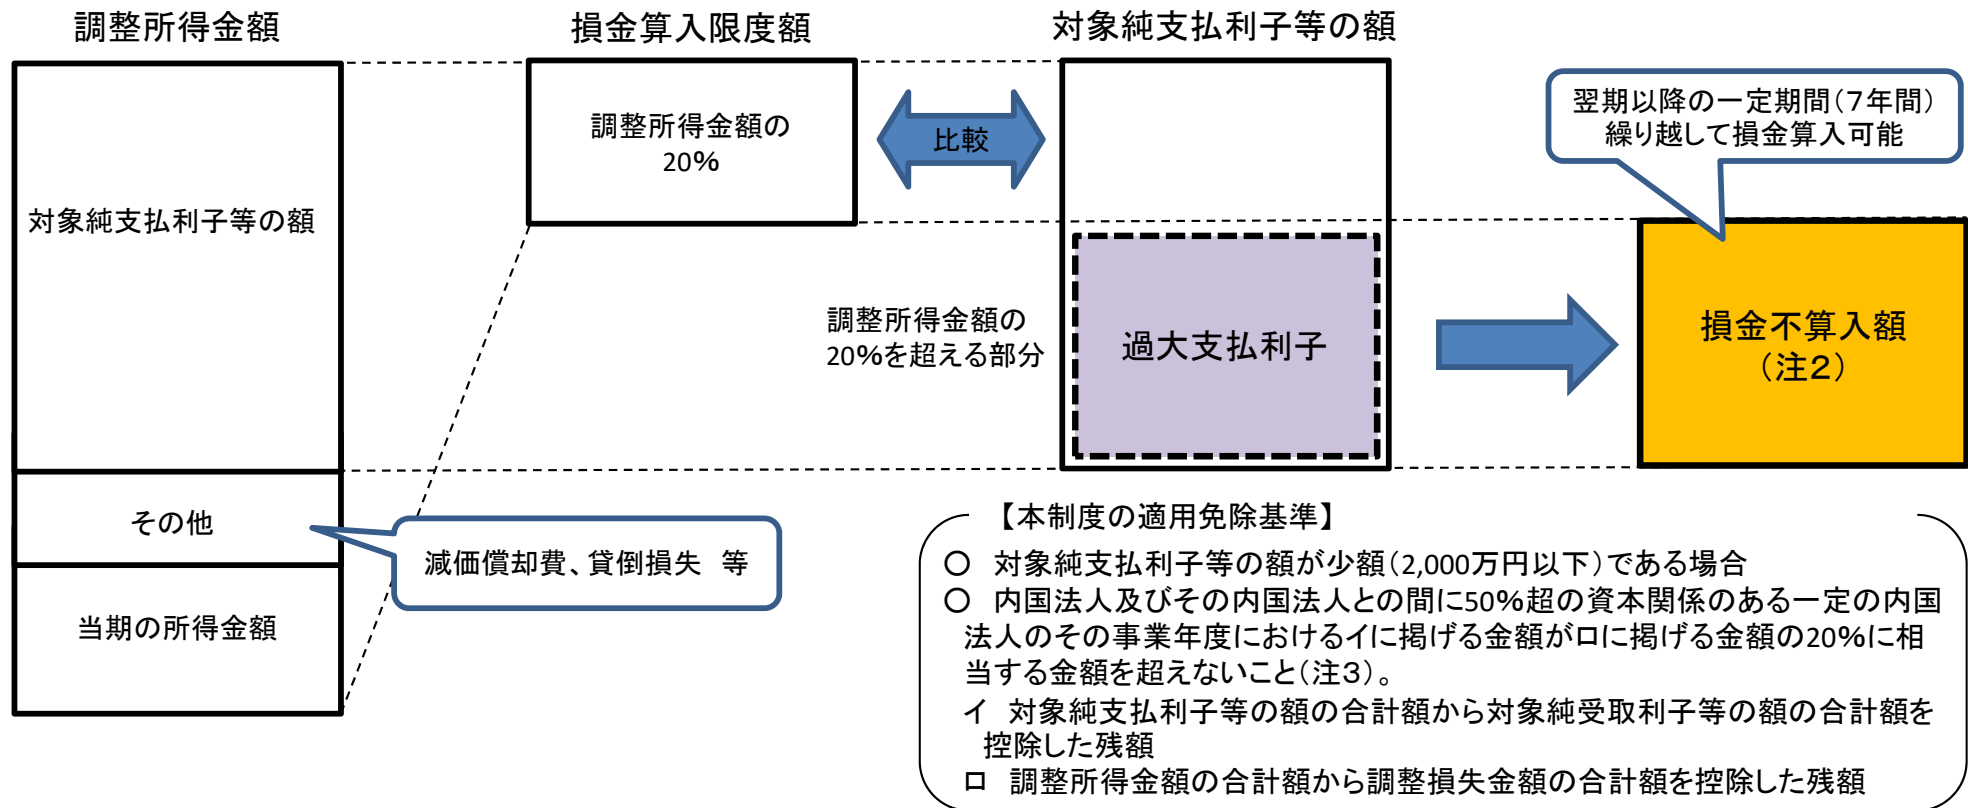 調整所得金額
損金算入限度額
対象純支払利子等の額
対象純支払利子等の額
その他
当期の所得金額
減価償却費、貸倒損失　等
調整所得金額の
20%
比較
調整所得金額の
20%を超える部分
過大支払利子
翌期以降の一定期間(7年間)
繰り越して損金算入可能
損金不算入額
(注2)
【本制度の適用免除基準】
○　対象純支払利子等の額が少額(2,000万円以下)である場合
○　内国法人及びその内国法人との間に50%超の資本関係のある一定の内国
法人のその事業年度におけるイに掲げる金額がロに掲げる金額の20%に相
当する金額を超えないこと(注3)。
イ　対象純支払利子等の額の合計額から対象純受取利子等の額の合計額を
控除した残額
ロ　調整所得金額の合計額から調整損失金額の合計額を控除した残額